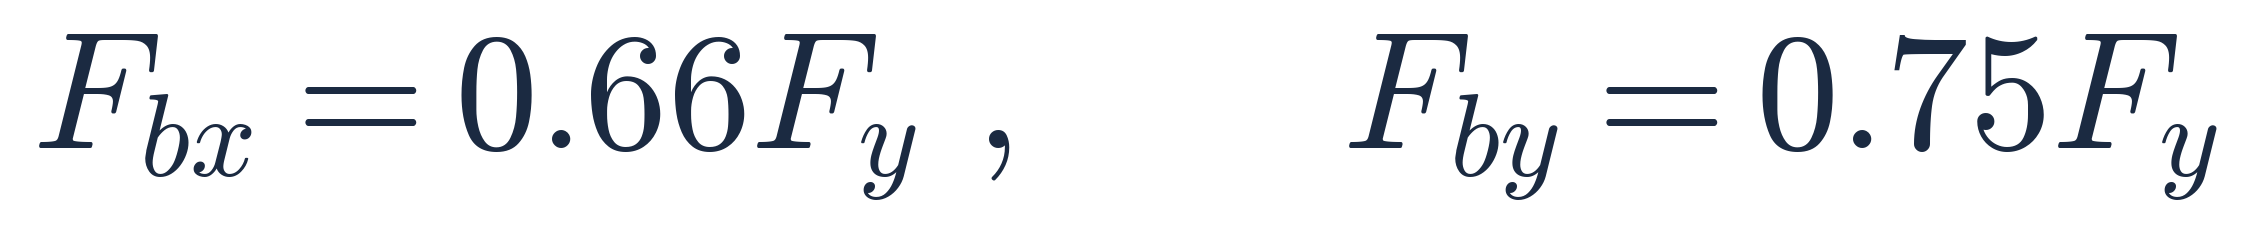 F_{bx} = 0.66F_y , F_{by} = 0.75F_y